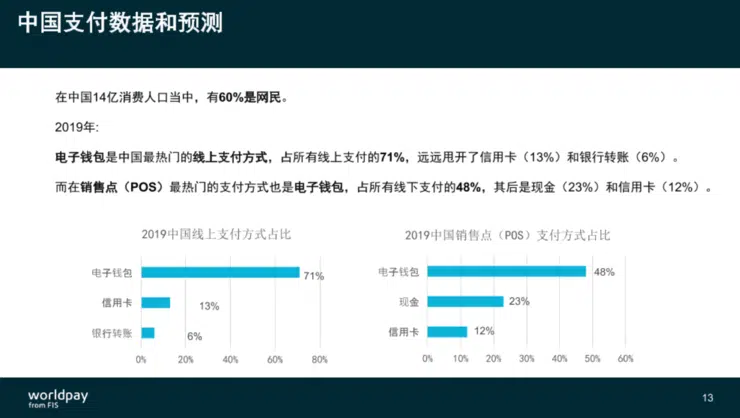 中国支付数据和预测
在中国14亿消费人口当中，有60%是网民。
2019年:
电子钱包是中国最热门的线上支付方式，占所有线上支付的71%，远远甩开了信用卡（13%）和银行转账（6%）。
而在销售点（POS）最热门的支付方式也是电子钱包，占所有线下支付的48%，其后是现金（23%）和信用卡（12%）。
2019中国线上支付方式占比
电子钱包 71%
信用卡 13%
银行转账 6%
0% 20% 40% 60% 80%
2019中国销售点（POS）支付方式占比
电子钱包 48%
现金 23%
信用卡 12%
0% 10% 20% 30% 40% 50% 60%
worldpay
from FIS
13